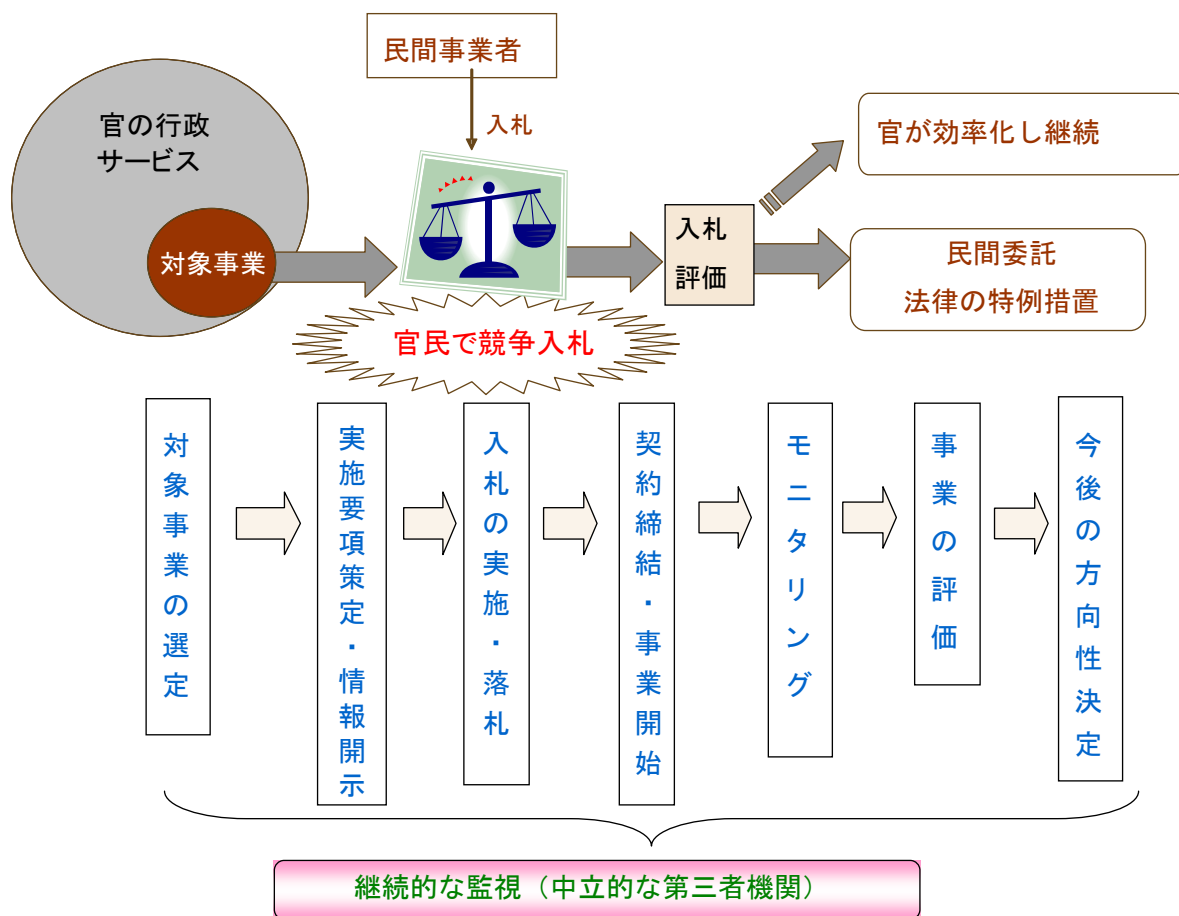 民間事業者
入札
官の行政
サービス
対象事業
官民で競争入札
入札
評価
官が効率化し継続
民間委託
法律の特例措置
対象事業の選定
実施要項策定・情報開示
入札の実施・落札
契約締結・事業開始
モニタリング
事業の評価
今後の方向性決定
継続的な監視（中立的な第三者機関）